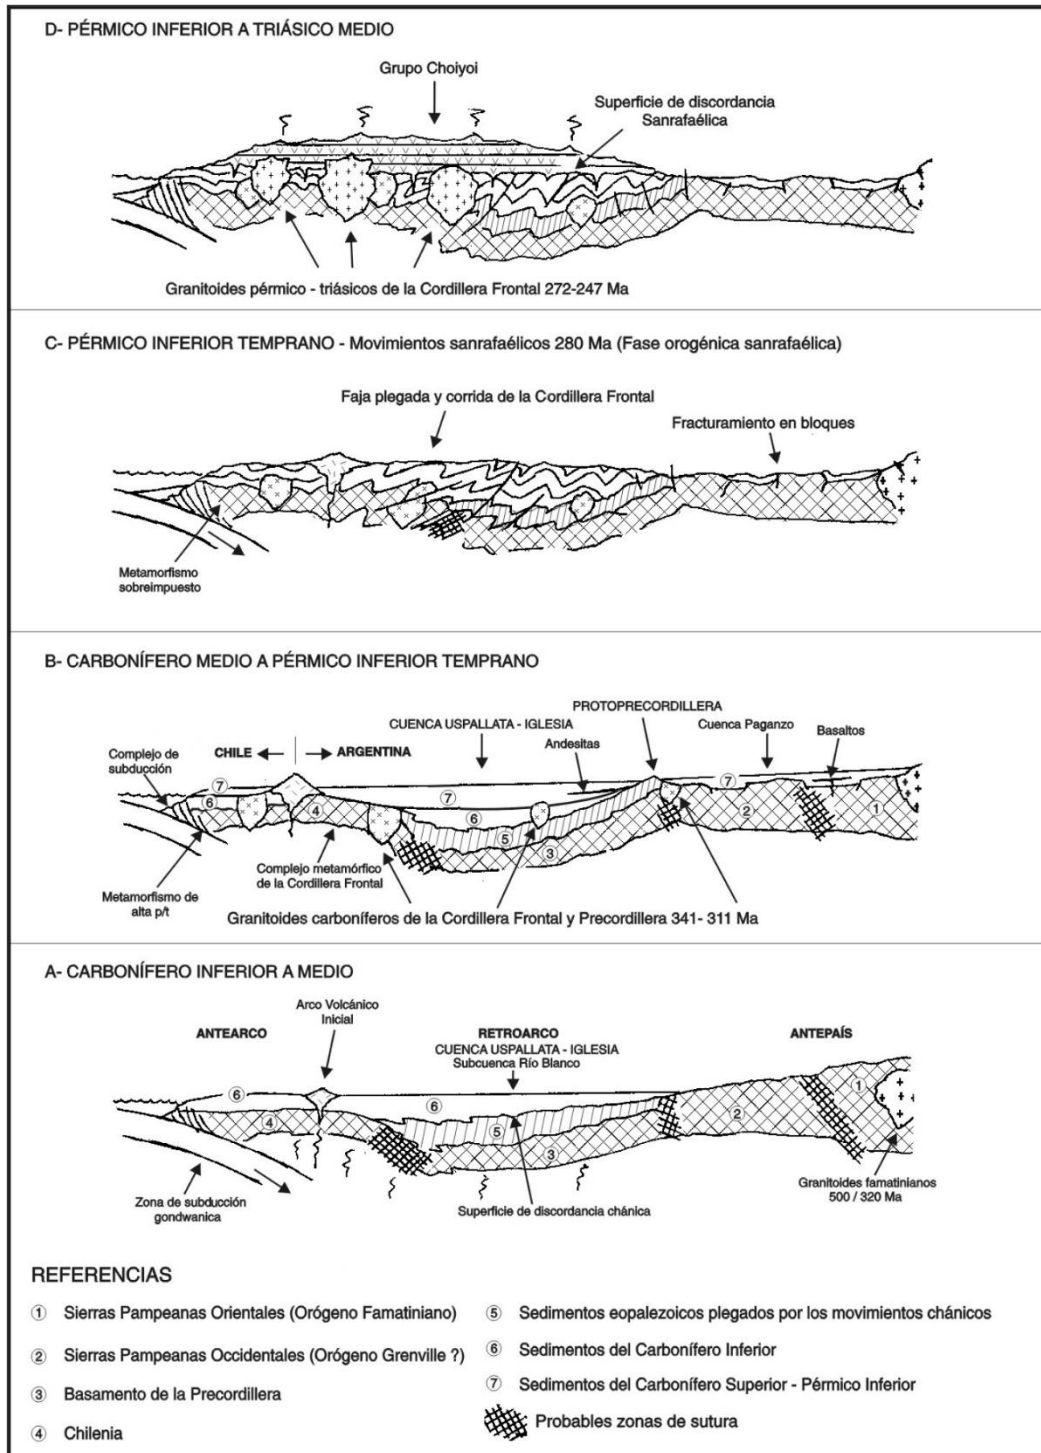 D- PÉRMICO INFERIOR A TRIÁSICO MEDIO
Grupo Choiyoi
Superficie de discordancia
Sanrafaélica
Granitoides pérmico - triásicos de la Cordillera Frontal 272-247 Ma
C- PÉRMICO INFERIOR TEMPRANO - Movimientos sanrafaélicos 280 Ma (Fase orogénica sanrafaélica)
Faja plegada y corrida de la Cordillera Frontal
Fracturamiento en bloques
Metamorfismo
sobreimpuesto
B- CARBONÍFERO MEDIO A PÉRMICO INFERIOR TEMPRANO
PROTOPRECORDILLERA
CUENCA USPALLATA - IGLESIA
Cuenca Paganzo
Andesitas
Basaltos
Complejo de
subducción
CHILE
ARGENTINA
7
7
7
6
4
6
5
3
2
1
Complejo metamórfico
de la Cordillera Frontal
Metamorfismo de
alta p/t
Granitoides carboníferos de la Cordillera Frontal y Precordillera 341- 311 Ma
A- CARBONÍFERO INFERIOR A MEDIO
Arco Volcánico
Inicial
ANTEARCO
RETROARCO
ANTEPAÍS
CUENCA USPALLATA - IGLESIA
Subcuenca Río Blanco
6
6
4
5
3
2
1
Zona de subducción
gondwanica
Superficie de discordancia chánica
Granitoides famatinianos
500 / 320 Ma
REFERENCIAS
1 Sierras Pampeanas Orientales (Orógeno Famatiniano)
2 Sierras Pampeanas Occidentales (Orógeno Grenville ?)
3 Basamento de la Precordillera
4 Chilenia
5 Sedimentos eopalezoicos plegados por los movimientos chánicos
6 Sedimentos del Carbonífero Inferior
7 Sedimentos del Carbonífero Superior - Pérmico Inferior
Probables zonas de sutura